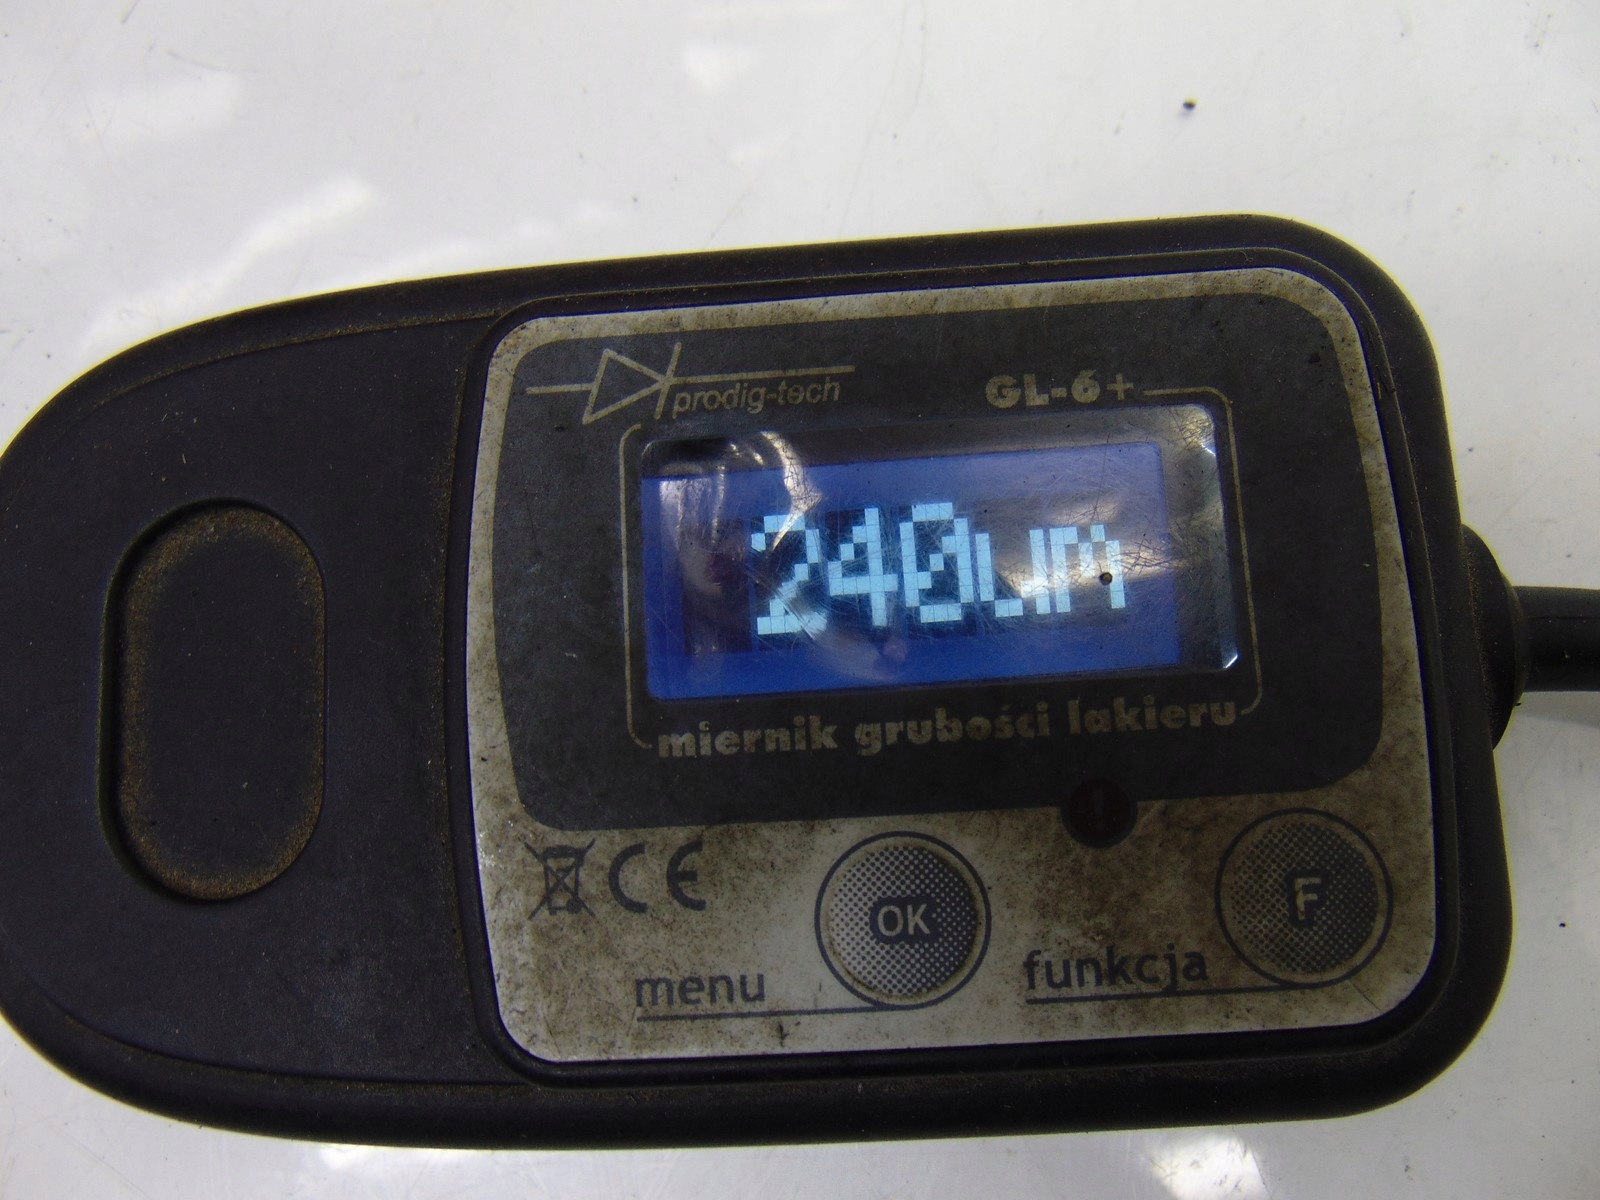 prodig-tech
GL-6+
240um
miernik grubości lakieru
CE
OK
F
menu
funkcja